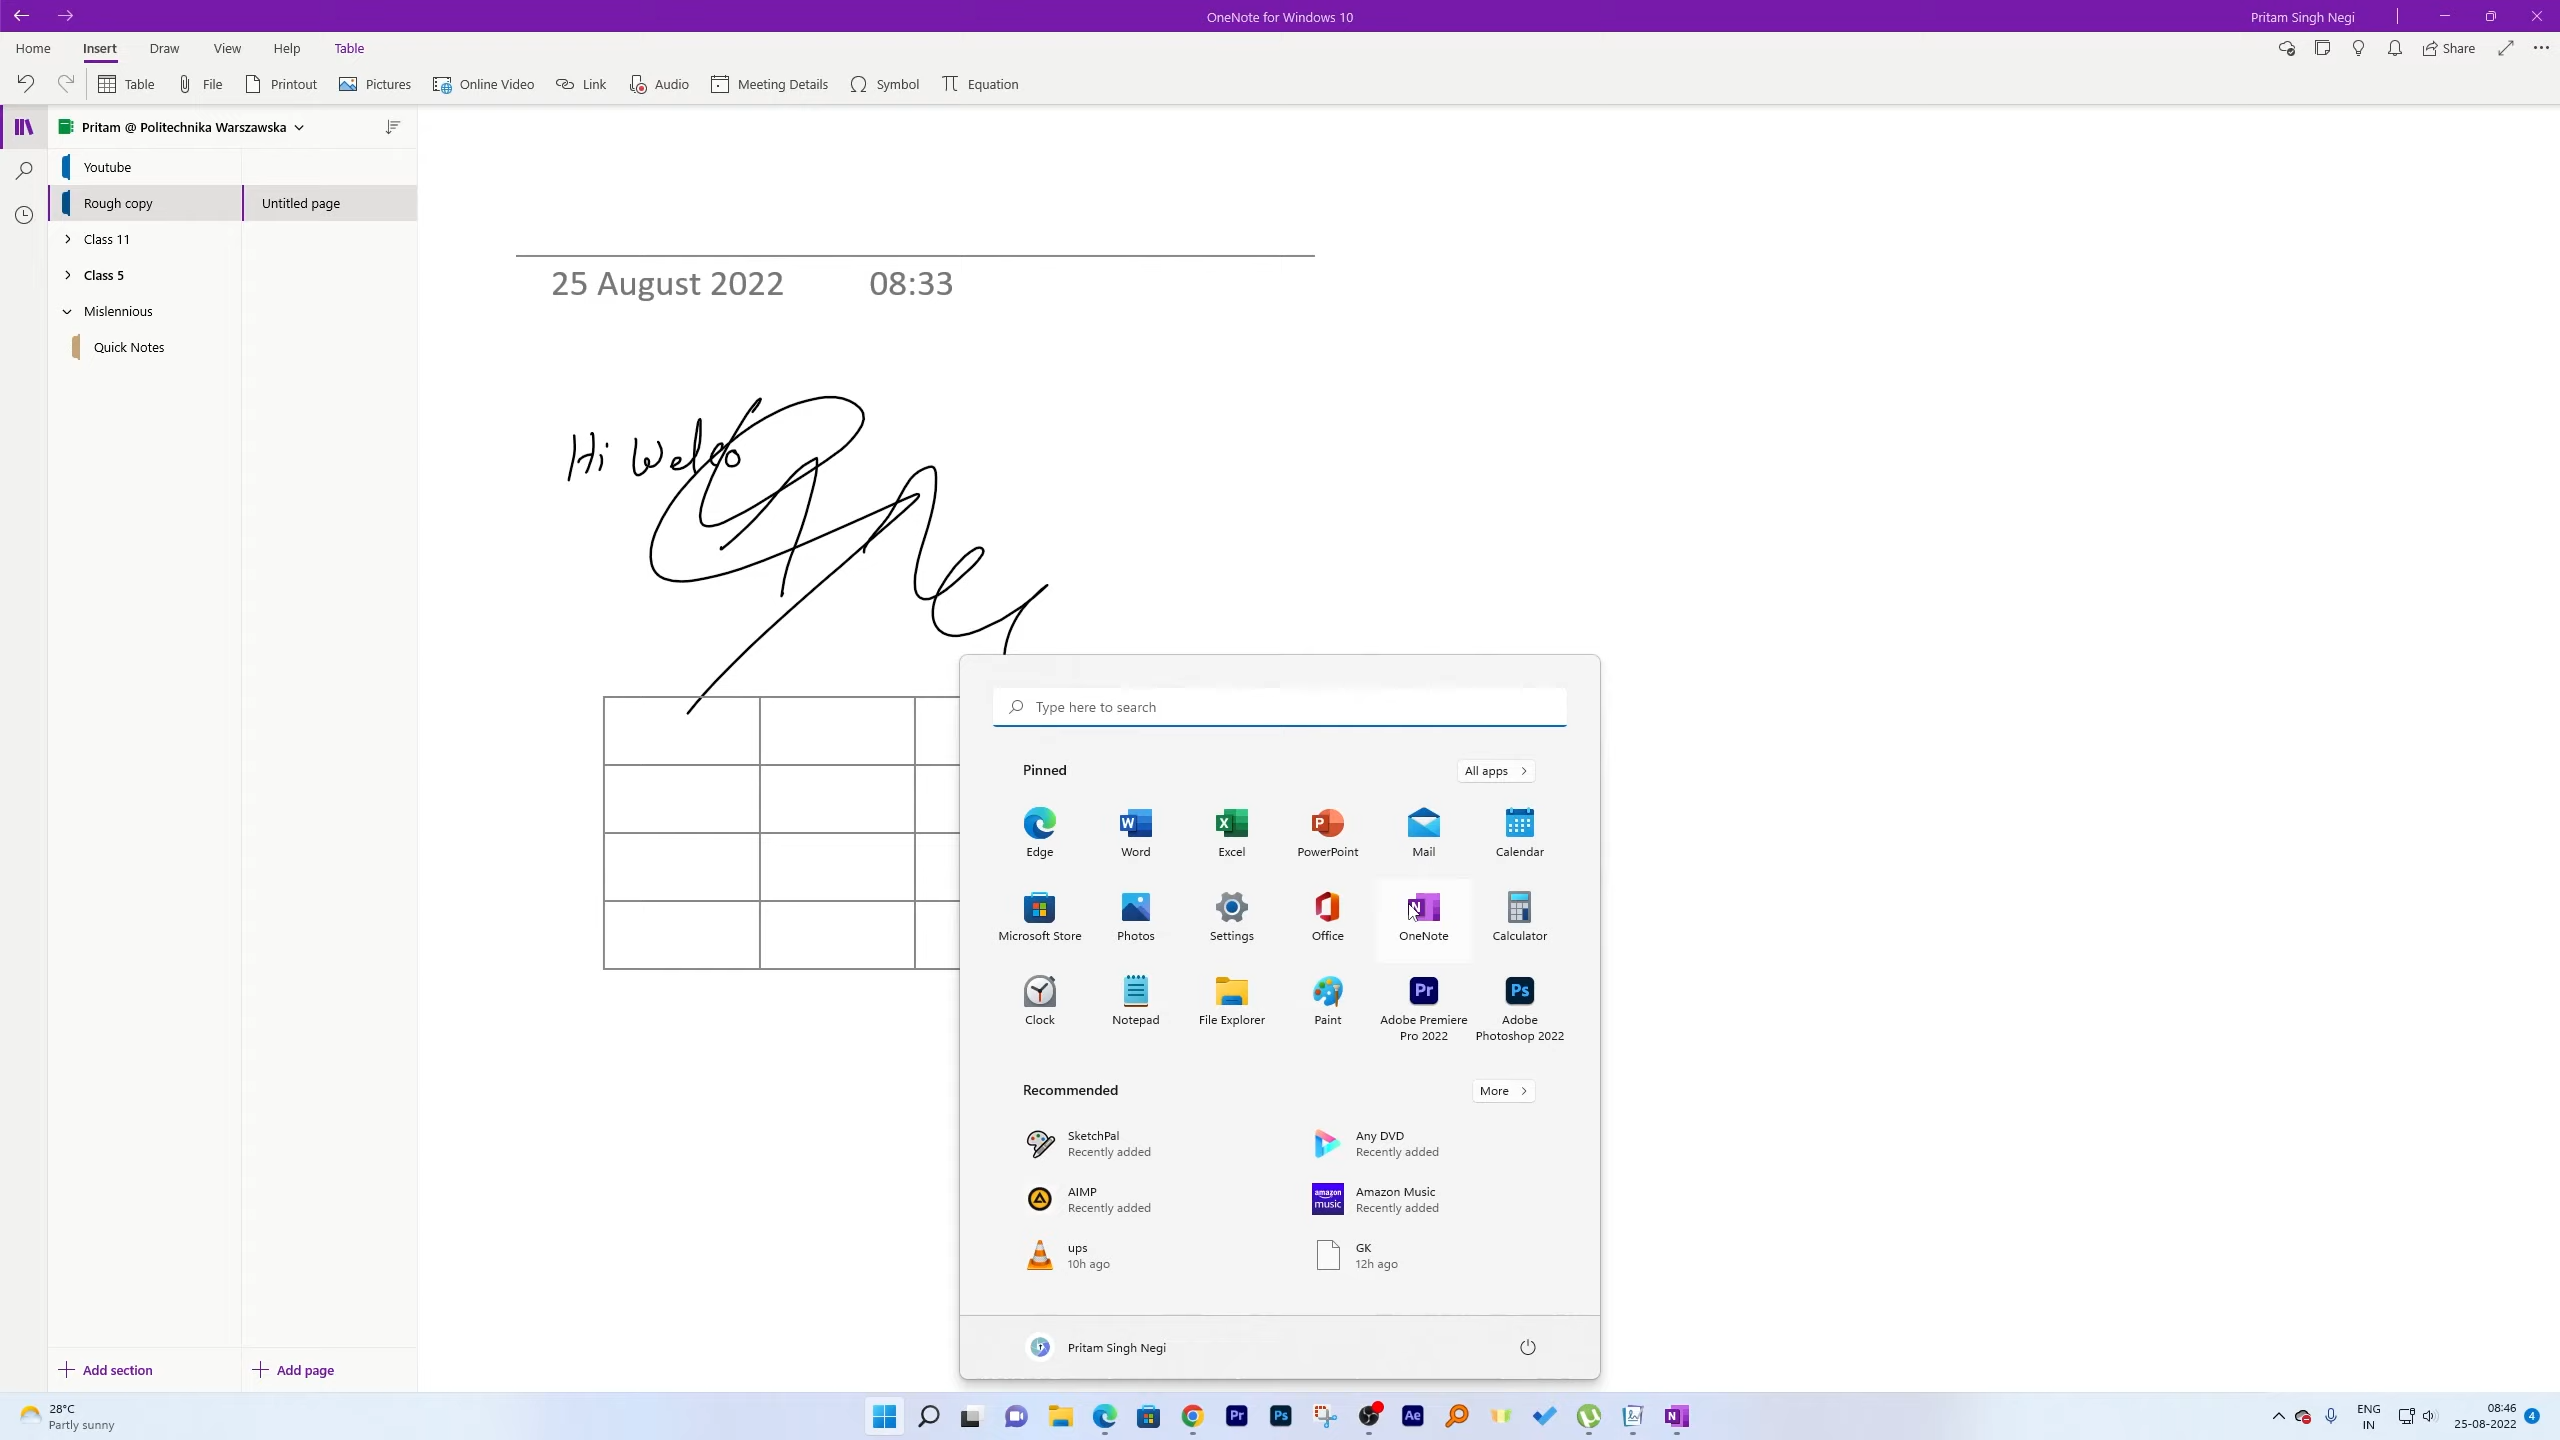 OneNote for Windows 10
Pritam Singh Negi
Home Insert Draw View Help Table
Share
Table File Printout Pictures Online Video Link Audio Meeting Details Symbol Equation
Pritam @ Politechnika Warszawska
Youtube
Rough copy
Untitled page
Class 11
Class 5
Mislennious
Quick Notes
25 August 2022 08:33
Hi Welco
Type here to search
Pinned
All apps
Edge Word Excel PowerPoint Mail Calendar
Microsoft Store Photos Settings Office OneNote Calculator
Clock Notepad File Explorer Paint Adobe Premiere Pro 2022 Adobe Photoshop 2022
Recommended
More
SketchPal
Recently added
Any DVD
Recently added
AIMP
Recently added
Amazon Music
Recently added
ups
10h ago
GK
12h ago
Pritam Singh Negi
Add section
Add page
28°C
Partly sunny
ENG
IN
08:46
25-08-2022
4